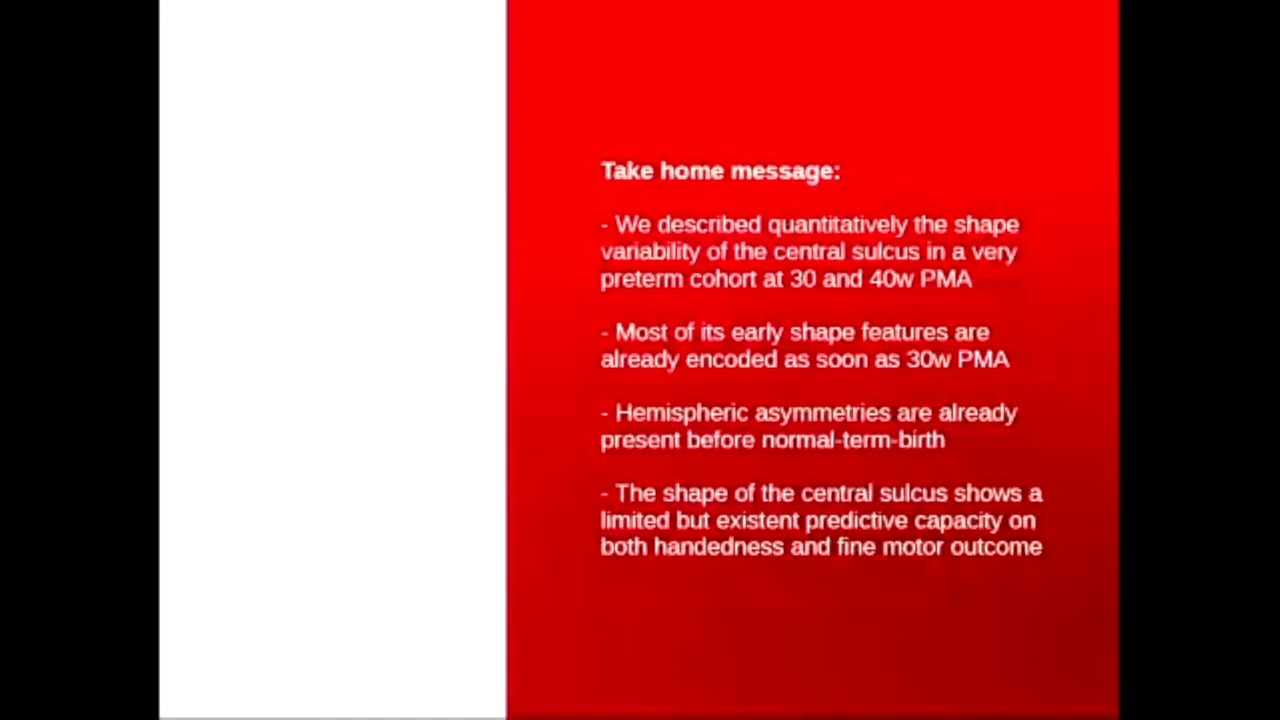 Take home message:
- We described quantitatively the shape
variability of the central sulcus in a very
preterm cohort at 30 and 40w PMA
- Most of its early shape features are
already encoded as soon as 30w PMA
- Hemispheric asymmetries are already
present before normal-term-birth
- The shape of the central sulcus shows a
limited but existent predictive capacity on
both handedness and fine motor outcome